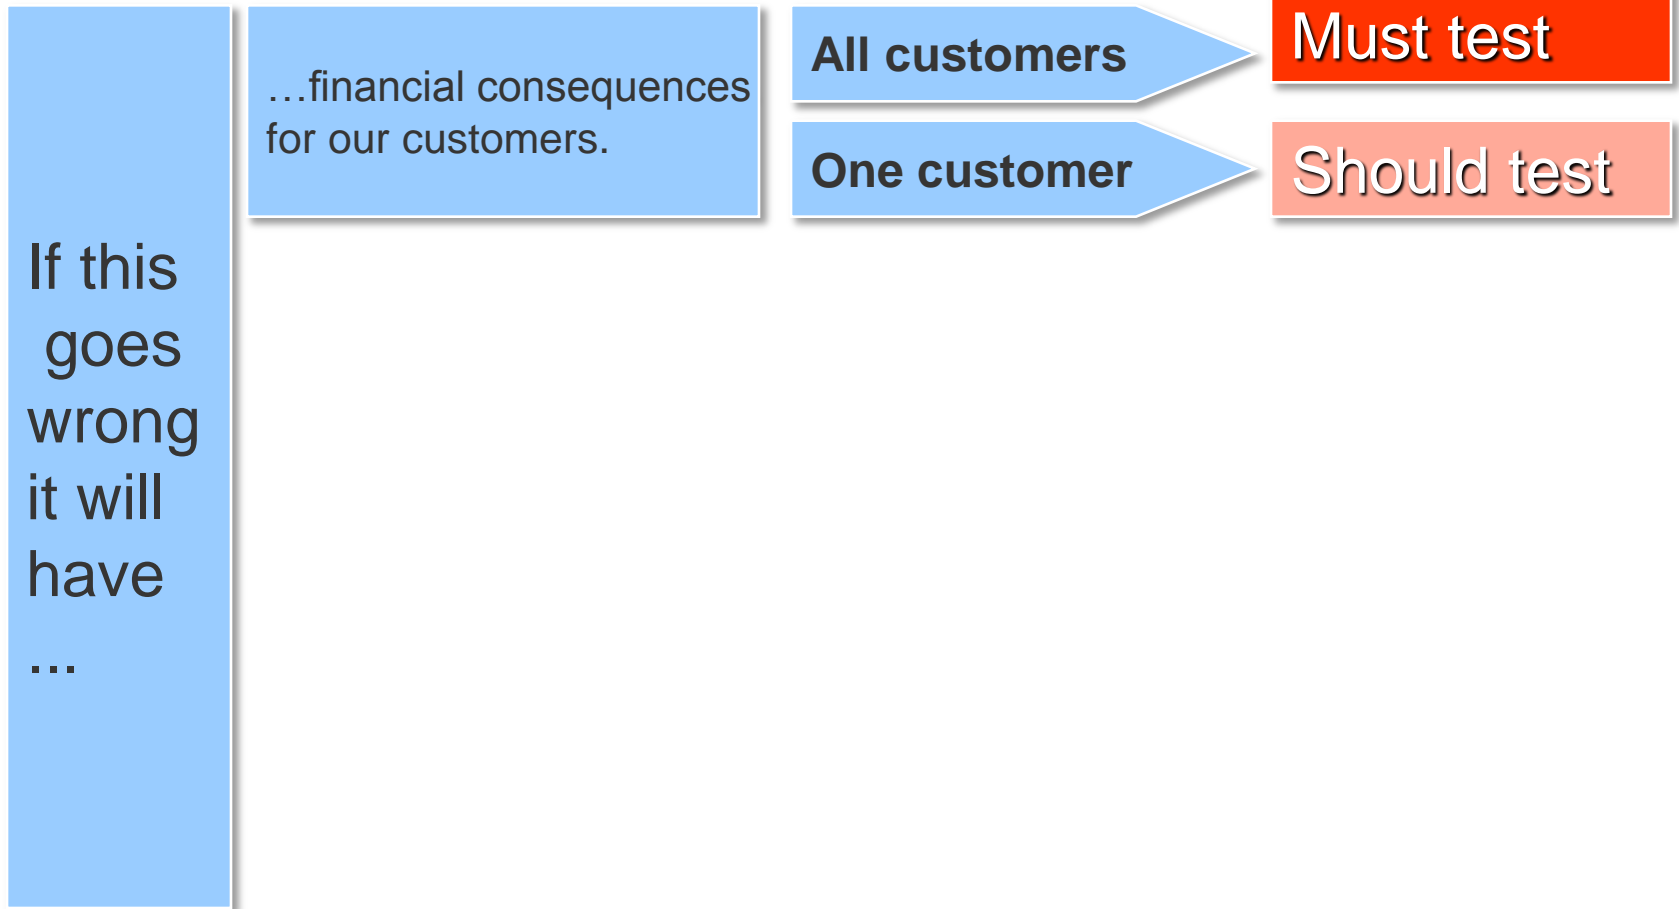 If this
goes
wrong
it will
have
...
…financial consequences
for our customers.
All customers
Must test
One customer
Should test